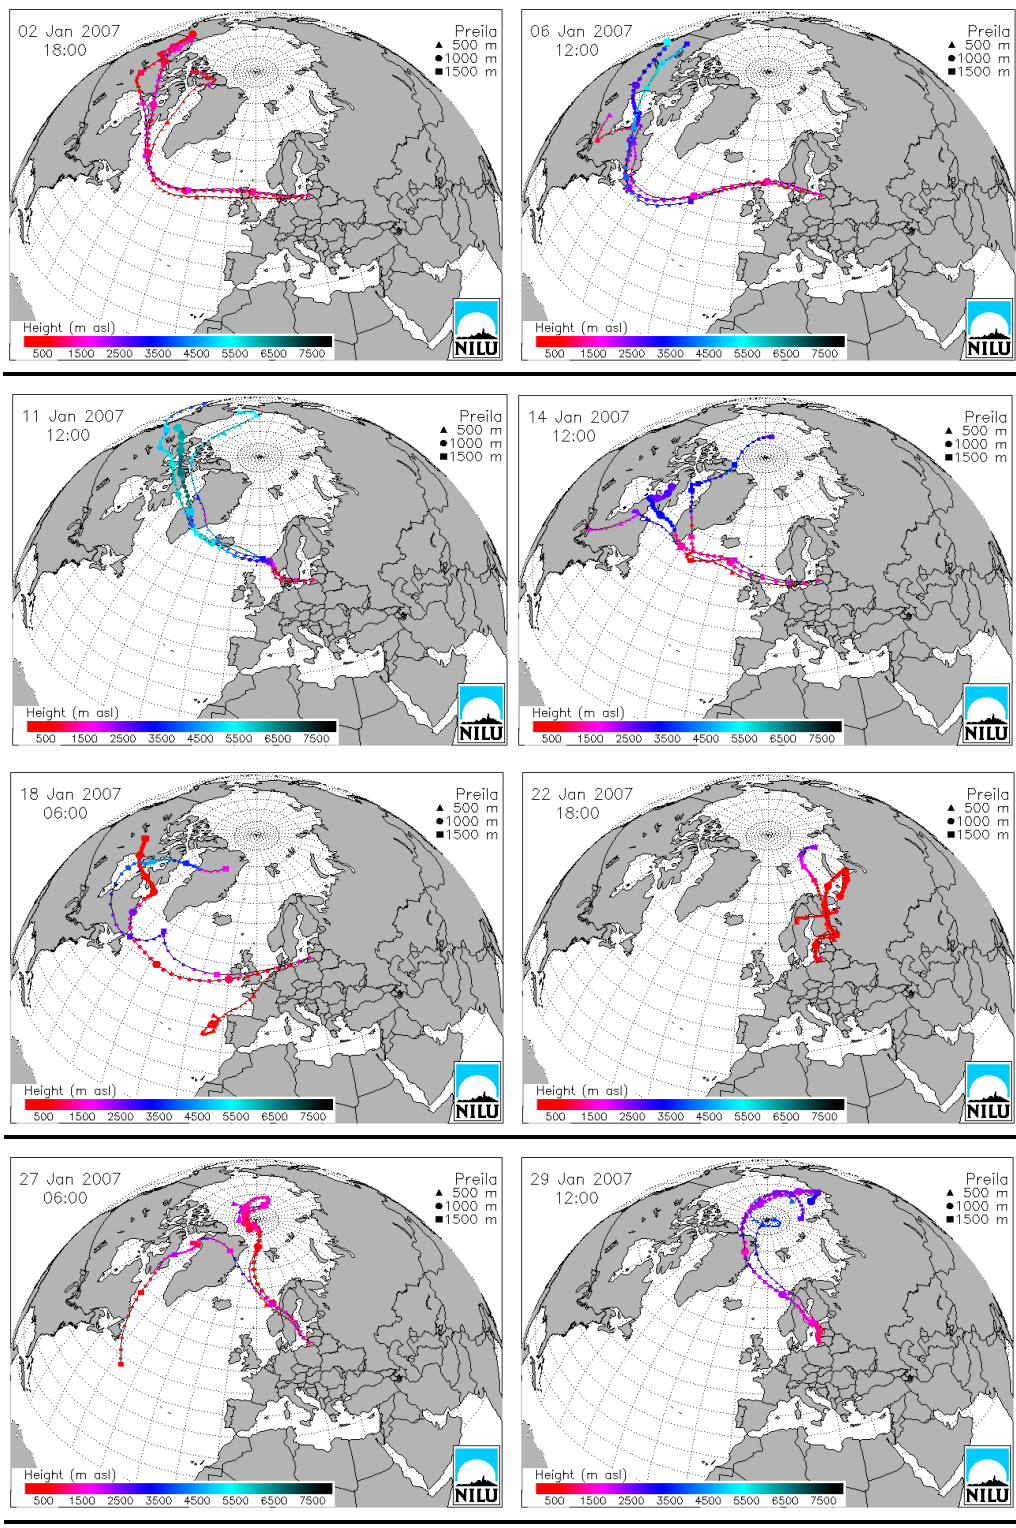 02 Jan 2007
18:00
Preila
▲ 500 m
● 1000 m
■ 1500 m
Height (m asl)
500 1500 2500 3500 4500 5500 6500 7500
NILU
06 Jan 2007
12:00
Preila
▲ 500 m
● 1000 m
■ 1500 m
Height (m asl)
500 1500 2500 3500 4500 5500 6500 7500
NILU
11 Jan 2007
12:00
Preila
▲ 500 m
● 1000 m
■ 1500 m
Height (m asl)
500 1500 2500 3500 4500 5500 6500 7500
NILU
14 Jan 2007
12:00
Preila
▲ 500 m
● 1000 m
■ 1500 m
Height (m asl)
500 1500 2500 3500 4500 5500 6500 7500
NILU
18 Jan 2007
06:00
Preila
▲ 500 m
● 1000 m
■ 1500 m
Height (m asl)
500 1500 2500 3500 4500 5500 6500 7500
NILU
22 Jan 2007
18:00
Preila
▲ 500 m
● 1000 m
■ 1500 m
Height (m asl)
500 1500 2500 3500 4500 5500 6500 7500
NILU
27 Jan 2007
06:00
Preila
▲ 500 m
● 1000 m
■ 1500 m
Height (m asl)
500 1500 2500 3500 4500 5500 6500 7500
NILU
29 Jan 2007
12:00
Preila
▲ 500 m
● 1000 m
■ 1500 m
Height (m asl)
500 1500 2500 3500 4500 5500 6500 7500
NILU